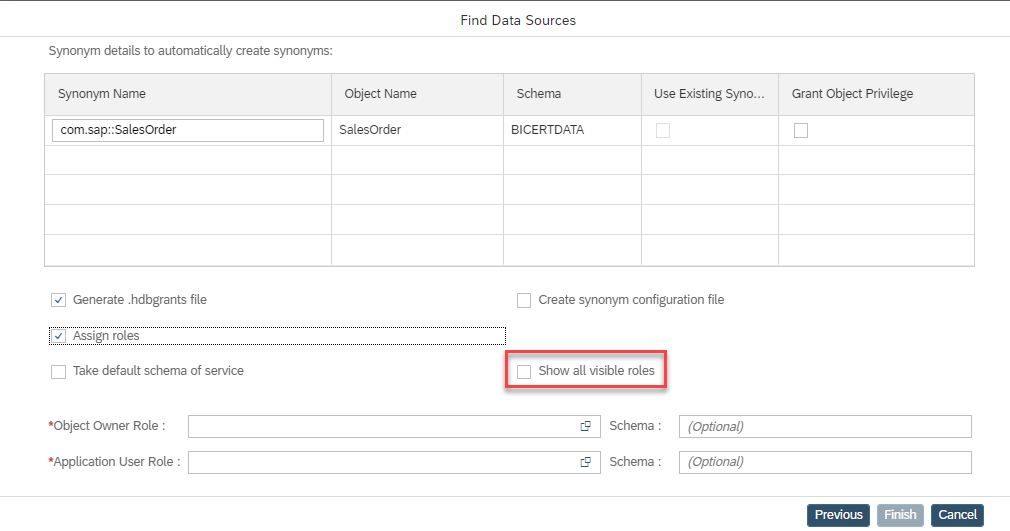 Find Data Sources
Synonym details to automatically create synonyms:
Synonym Name Object Name Schema Use Existing Syno... Grant Object Privilege
com.sap::SalesOrder SalesOrder BICERTDATA
Generate .hdbgrants file Create synonym configuration file
Assign roles
Take default schema of service Show all visible roles
*Object Owner Role : Schema : (Optional)
*Application User Role : Schema : (Optional)
Previous Finish Cancel